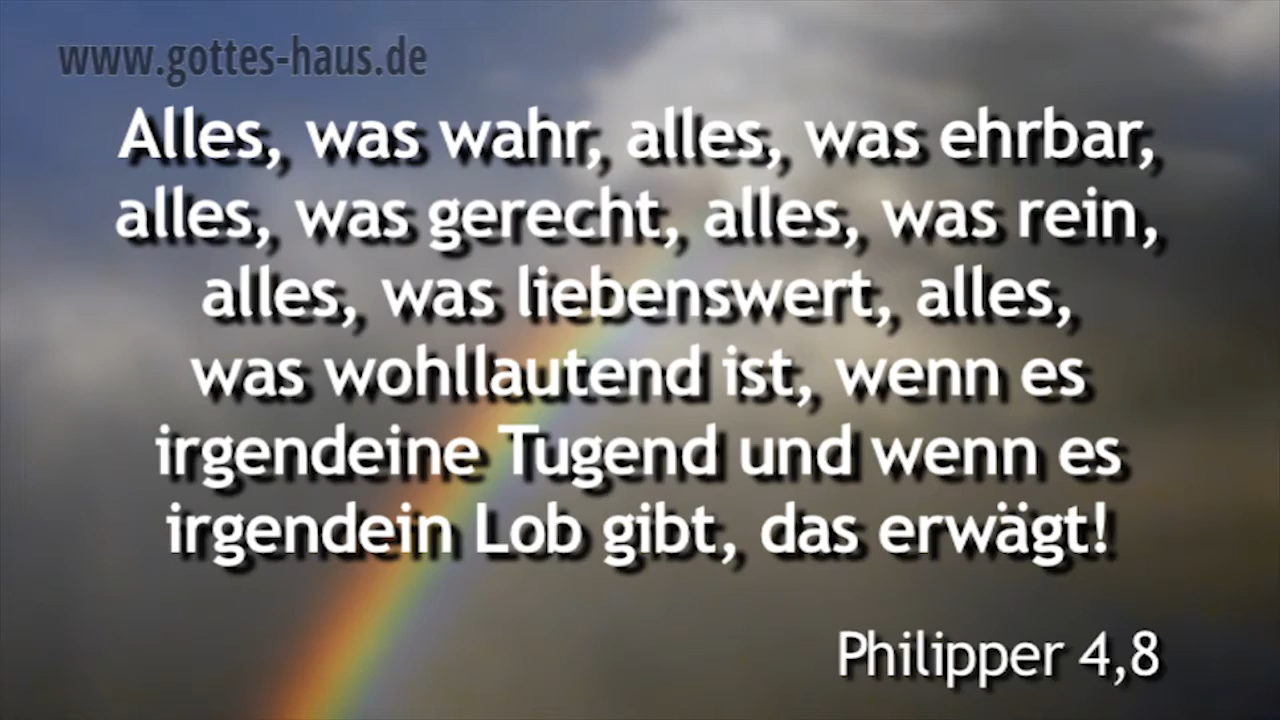 www.gottes-haus.de
Alles, was wahr, alles, was ehrbar,
alles, was gerecht, alles, was rein,
alles, was liebenswert, alles,
was wohllautend ist, wenn es
irgendeine Tugend und wenn es
irgendein Lob gibt, das erwägt!
Philipper 4,8